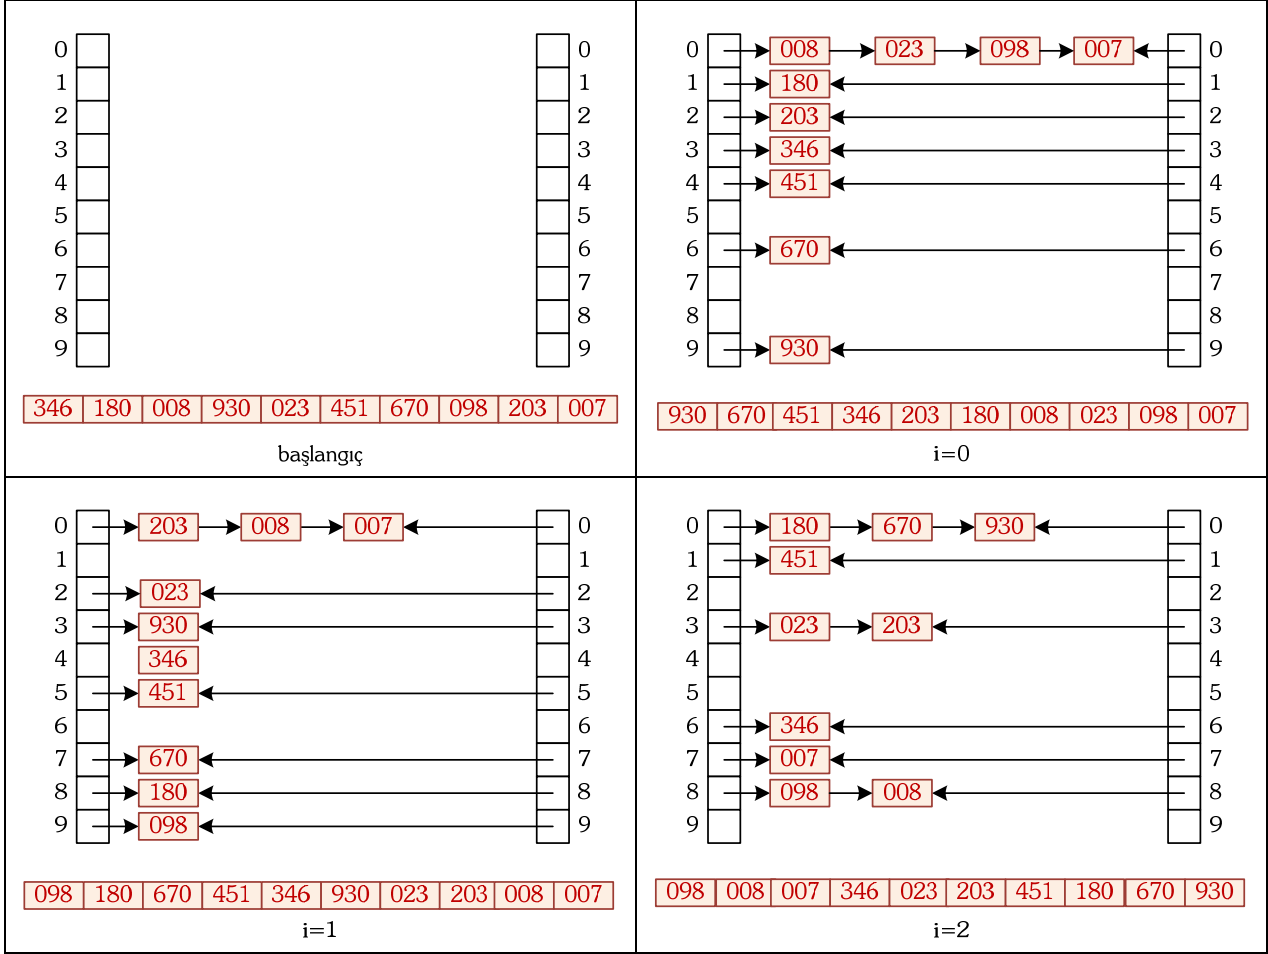 0 0
1 1
2 2
3 3
4 4
5 5
6 6
7 7
8 8
9 9
346 180 008 930 023 451 670 098 203 007
başlangıç
0 008 023 098 007 0
1 180 1
2 203 2
3 346 3
4 451 4
5 5
6 670 6
7 7
8 8
9 930 9
930 670 451 346 203 180 008 023 098 007
i=0
0 203 008 007 0
1 1
2 023 2
3 930 3
4 346 4
5 451 5
6 6
7 670 7
8 180 8
9 098 9
098 180 670 451 346 930 023 203 008 007
i=1
0 180 670 930 0
1 451 1
2 2
3 023 203 3
4 4
5 5
6 346 6
7 007 7
8 098 008 8
9 9
098 008 007 346 023 203 451 180 670 930
i=2